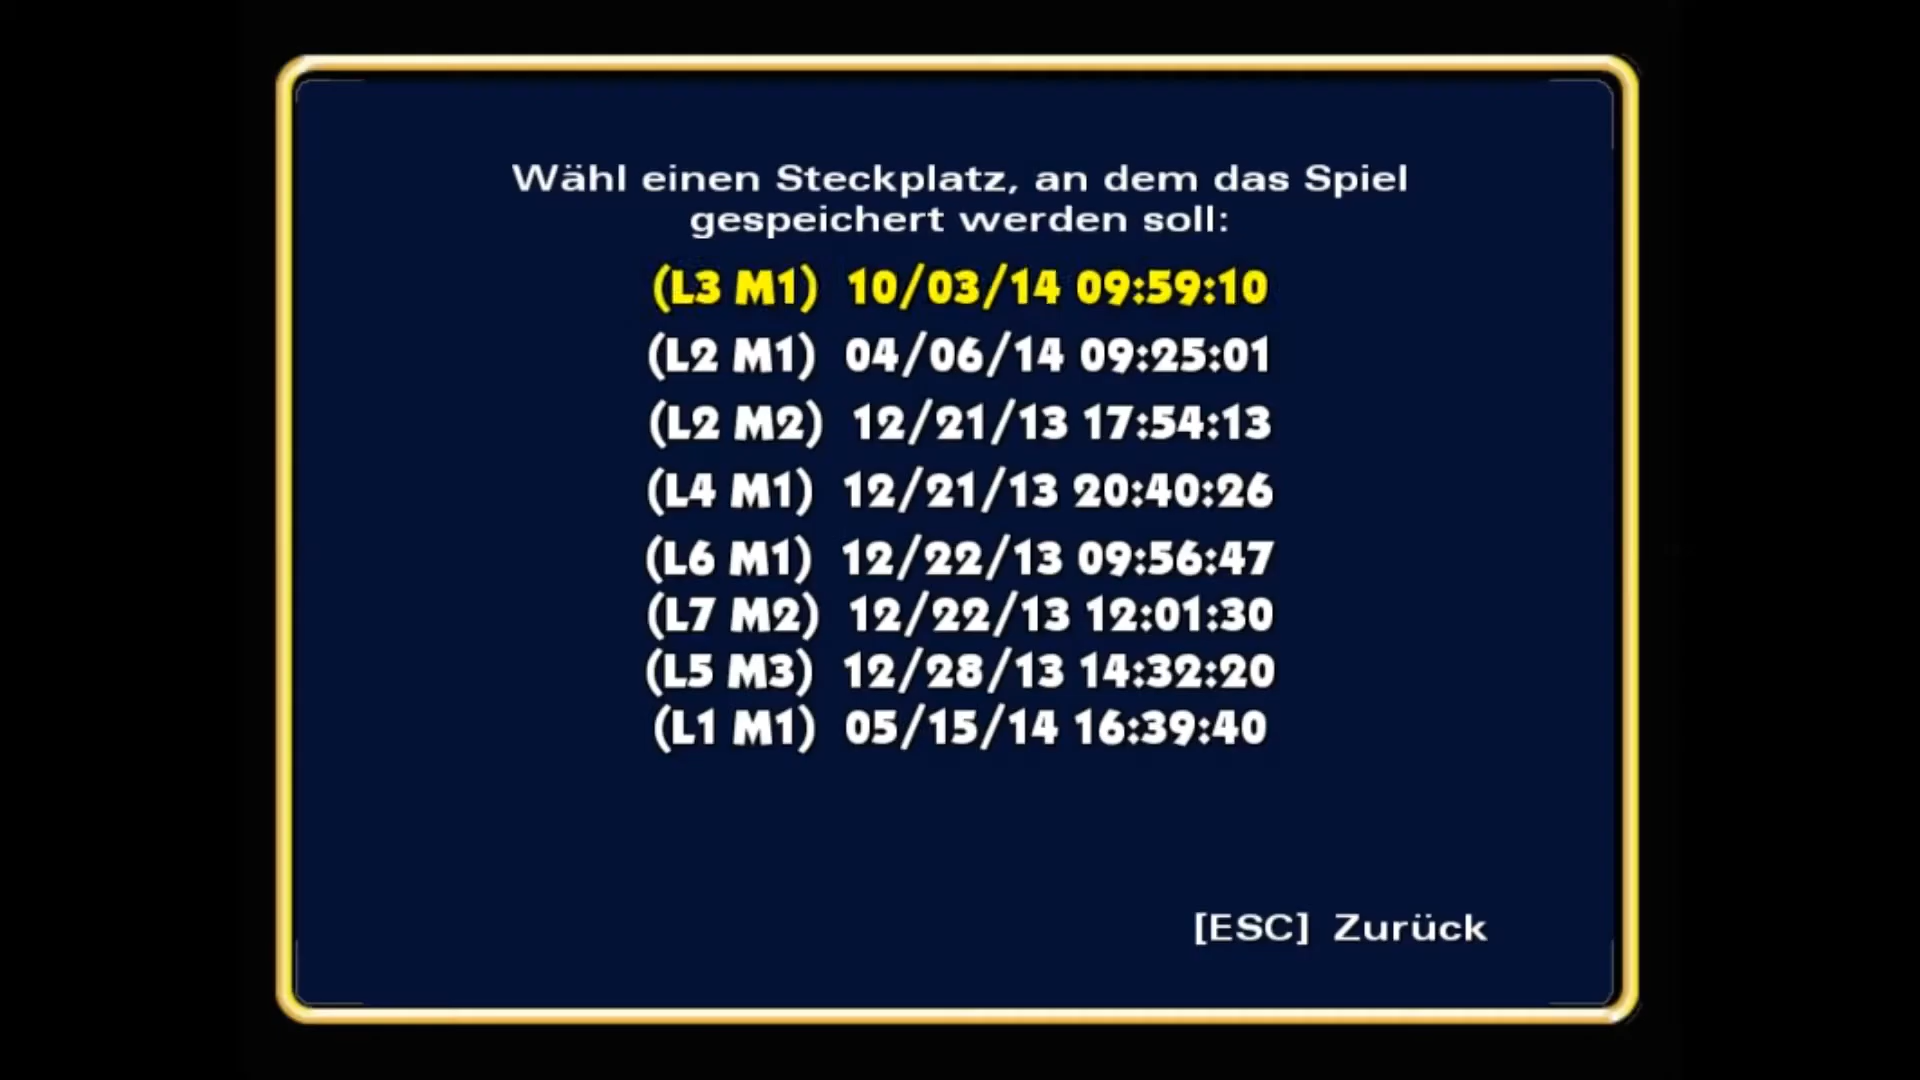 Wähl einen Steckplatz, an dem das Spiel
gespeichert werden soll:
(L3 M1) 10/03/14 09:59:10
(L2 M1) 04/06/14 09:25:01
(L2 M2) 12/21/13 17:54:13
(L4 M1) 12/21/13 20:40:26
(L6 M1) 12/22/13 09:56:47
(L7 M2) 12/22/13 12:01:30
(L5 M3) 12/28/13 14:32:20
(L1 M1) 05/15/14 16:39:40
[ESC] Zurück